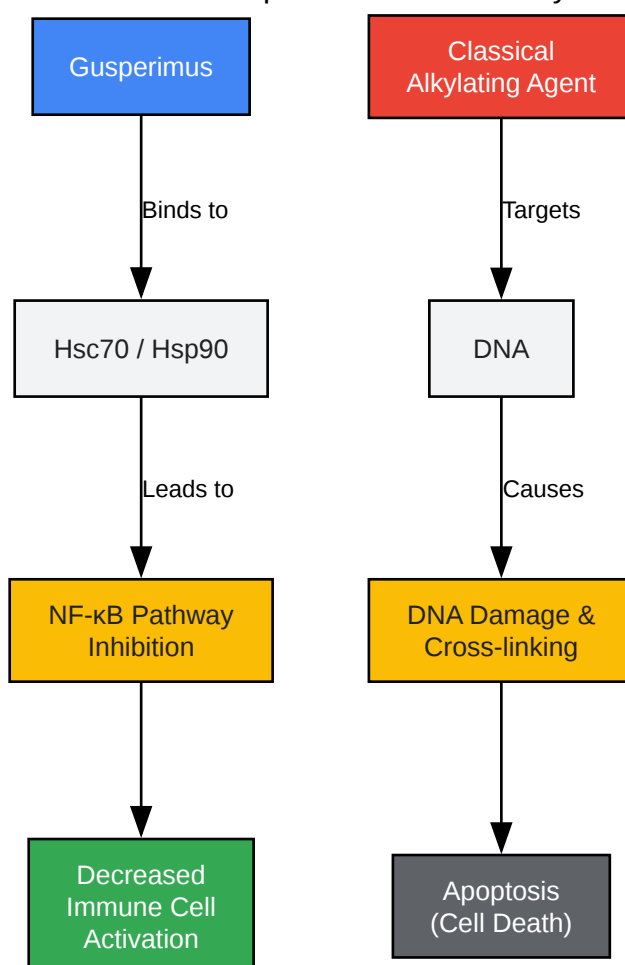 Gusperimus
Classical
Alkylating Agent
Binds to
Targets
Hsc70 / Hsp90
DNA
Leads to
Causes
NF-κB Pathway
Inhibition
DNA Damage &
Cross-linking
Decreased
Immune Cell
Activation
Apoptosis
(Cell Death)